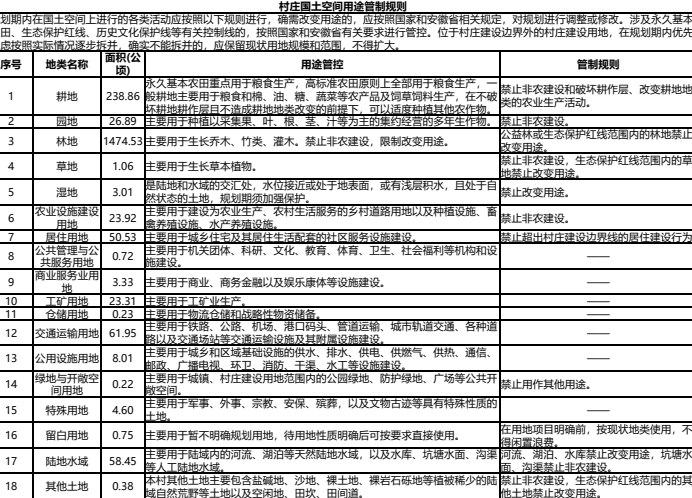 村庄国土空间用途管制规则
划期内在国土空间上进行的各类活动应按照以下规则进行，确需改变用途的，应按照国家和安徽省相关规定，对规划进行调整或修改。涉及永久基本
田、生态保护红线、历史文化保护线等有关控制线的，按照国家和安徽省有关要求进行管控。位于村庄建设边界外的村庄建设用地，在规划期内优先
虑按照实际情况逐步拆并，确实不能拆并的，应保留现状用地规模和范围，不得扩大。
序号 地类名称 面积(公顷) 用途管控 管制规则
1 耕地 238.86 永久基本农田重点用于粮食生产，高标准农田原则上全部用于粮食生产，一
般耕地主要用于粮食和棉、油、糖、蔬菜等农产品及饲草饲料生产，在不破
坏耕地耕作层且不造成耕地地类改变的前提下，可以适度种植其他农作物。
禁止非农建设和破坏耕作层、改变耕地地
类的农业生产活动。
2 园地 26.89 主要用于种植以采集果、叶、根、茎、汁等为主的集约经营的多年生作物。 禁止非农建设。
3 林地 1474.53 主要用于生长乔木、竹类、灌木。禁止非农建设，限制改变用途。
公益林或生态保护红线范围内的林地禁止
改变用途。
4 草地 1.06 主要用于生长草本植物。
禁止非农建设，生态保护红线范围内的草
地禁止改变用途。
5 湿地 3.01 是陆地和水域的交汇处，水位接近或处于地表面，或有浅层积水，且处于自
然状态的土地，规划期须加强保护。
禁止改变用途。
6 农业设施建设
用地 23.92 主要用于建设为农业生产、农村生活服务的乡村道路用地以及种植设施、畜
禽养殖设施、水产养殖设施。
禁止非农建设。
7 居住用地 50.53 主要用于城乡住宅及其居住生活配套的社区服务设施建设。 禁止超出村庄建设边界线的居住建设行为
8 公共管理与公
共服务用地 0.72 主要用于机关团体、科研、文化、教育、体育、卫生、社会福利等机构和设
施建设。
——
9 商业服务业用
地 3.33 主要用于商业、商务金融以及娱乐康体等设施建设。 ——
10 工矿用地 23.31 主要用于工矿业生产。 ——
11 仓储用地 0.23 主要用于物流仓储和战略性物资储备。 ——
12 交通运输用地 61.95 主要用于铁路、公路、机场、港口码头、管道运输、城市轨道交通、各种道
路以及交通场站等交通运输设施及其附属设施建设。
——
13 公用设施用地 8.01 主要用于城乡和区域基础设施的供水、排水、供电、供燃气、供热、通信、
邮政、广播电视、环卫、消防、干渠、水工等设施建设。
——
14 绿地与开敞空
间用地 0.22 主要用于城镇、村庄建设用地范围内的公园绿地、防护绿地、广场等公共开
敞空间。
禁止用作其他用途。
15 特殊用地 4.60 主要用于军事、外事、宗教、安保、殡葬，以及文物古迹等具有特殊性质的
土地。
——
16 留白用地 0.75 主要用于暂不明确规划用地，待用地性质明确后可按要求直接使用。
在用地项目明确前，按现状地类使用，不
得闲置浪费。
17 陆地水域 58.45 主要用于陆域内的河流、湖泊等天然陆地水域，以及水库、坑塘水面、沟渠
等人工陆地水域。
河流、湖泊、水库禁止改变用途，坑塘水
面、沟渠禁止非农建设。
18 其他土地 0.38 本村其他土地主要包含盐碱地、沙地、裸土地、裸岩石砾地等植被稀少的陆
域自然荒野等土地以及空闲地、田坎、田间道。
禁止非农建设，生态保护红线范围内的其
他土地禁止改变用途。